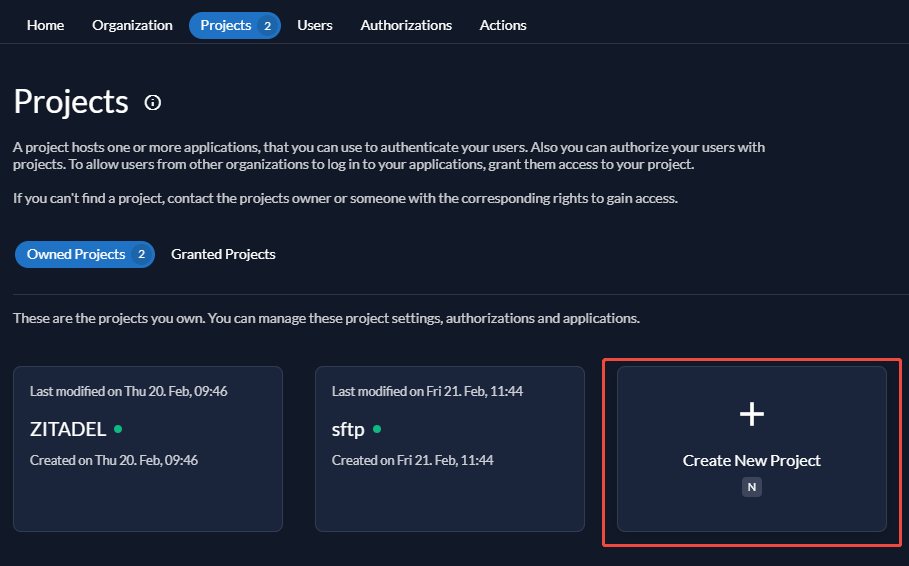 Home Organization Projects 2 Users Authorizations Actions
Projects
A project hosts one or more applications, that you can use to authenticate your users. Also you can authorize your users with
projects. To allow users from other organizations to log in to your applications, grant them access to your project.
If you can't find a project, contact the projects owner or someone with the corresponding rights to gain access.
Owned Projects 2 Granted Projects
These are the projects you own. You can manage these project settings, authorizations and applications.
Last modified on Thu 20. Feb, 09:46
ZITADEL
Created on Thu 20. Feb, 09:46
Last modified on Fri 21. Feb, 11:44
sftp
Created on Fri 21. Feb, 11:44
Create New Project
N